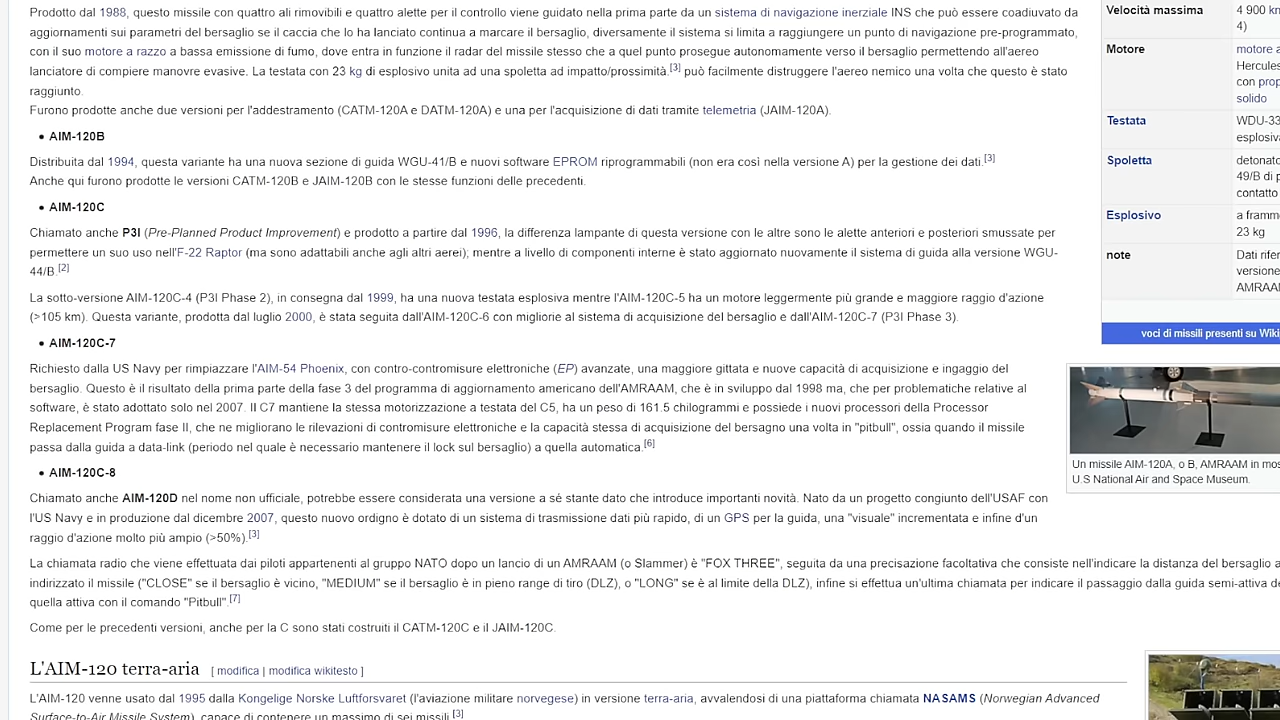 Prodotto dal 1988, questo missile con quattro ali rimovibili e quattro alette per il controllo viene guidato nella prima parte da un sistema di navigazione inerziale INS che può essere coadiuvato da
aggiornamenti sui parametri del bersaglio se il caccia che lo ha lanciato continua a marcare il bersaglio, diversamente il sistema si limita a raggiungere un punto di navigazione pre-programmato,
con il suo motore a razzo a bassa emissione di fumo, dove entra in funzione il radar del missile stesso che a quel punto prosegue autonomamente verso il bersaglio permettendo all'aereo
lanciatore di compiere manovre evasive. La testata con 23 kg di esplosivo unita ad una spoletta ad impatto/prossimità.[3] può facilmente distruggere l'aereo nemico una volta che questo è stato
raggiunto.
Furono prodotte anche due versioni per l'addestramento (CATM-120A e DATM-120A) e una per l'acquisizione di dati tramite telemetria (JAIM-120A).
• AIM-120B
Distribuita dal 1994, questa variante ha una nuova sezione di guida WGU-41/B e nuovi software EPROM riprogrammabili (non era così nella versione A) per la gestione dei dati.[3]
Anche qui furono prodotte le versioni CATM-120B e JAIM-120B con le stesse funzioni delle precedenti.
• AIM-120C
Chiamato anche P3I (Pre-Planned Product Improvement) e prodotto a partire dal 1996, la differenza lampante di questa versione con le altre sono le alette anteriori e posteriori smussate per
permettere un suo uso nell'F-22 Raptor (ma sono adattabili anche agli altri aerei); mentre a livello di componenti interne è stato aggiornato nuovamente il sistema di guida alla versione WGU-
44/B.[2]
La sotto-versione AIM-120C-4 (P3I Phase 2), in consegna dal 1999, ha una nuova testata esplosiva mentre l'AIM-120C-5 ha un motore leggermente più grande e maggiore raggio d'azione
(>105 km). Questa variante, prodotta dal luglio 2000, è stata seguita dall'AIM-120C-6 con migliorie al sistema di acquisizione del bersaglio e dall'AIM-120C-7 (P3I Phase 3).
• AIM-120C-7
Richiesto dalla US Navy per rimpiazzare l'AIM-54 Phoenix, con contro-contromisure elettroniche (EP) avanzate, una maggiore gittata e nuove capacità di acquisizione e ingaggio del
bersaglio. Questo è il risultato della prima parte della fase 3 del programma di aggiornamento americano dell'AMRAAM, che è in sviluppo dal 1998 ma, che per problematiche relative al
software, è stato adottato solo nel 2007. Il C7 mantiene la stessa motorizzazione a testata del C5, ha un peso di 161.5 chilogrammi e possiede i nuovi processori della Processor
Replacement Program fase II, che ne migliorano le rilevazioni di contromisure elettroniche e la capacità stessa di acquisizione del bersagno una volta in "pitbull", ossia quando il missile
passa dalla guida a data-link (periodo nel quale è necessario mantenere il lock sul bersaglio) a quella automatica.[6]
• AIM-120C-8
Chiamato anche AIM-120D nel nome non ufficiale, potrebbe essere considerata una versione a sé stante dato che introduce importanti novità. Nato da un progetto congiunto dell'USAF con
l'US Navy e in produzione dal dicembre 2007, questo nuovo ordigno è dotato di un sistema di trasmissione dati più rapido, di un GPS per la guida, una "visuale" incrementata e infine d'un
raggio d'azione molto più ampio (>50%).[3]
La chiamata radio che viene effettuata dai piloti appartenenti al gruppo NATO dopo un lancio di un AMRAAM (o Slammer) è "FOX THREE", seguita da una precisazione facoltativa che consiste nell'indicare la distanza del bersaglio a
indirizzato il missile ("CLOSE" se il bersaglio è vicino, "MEDIUM" se il bersaglio è in pieno range di tiro (DLZ), o "LONG" se è al limite della DLZ), infine si effettua un'ultima chiamata per indicare il passaggio dalla guida semi-attiva de
quella attiva con il comando "Pitbull".[7]
Come per le precedenti versioni, anche per la C sono stati costruiti il CATM-120C e il JAIM-120C.
L'AIM-120 terra-aria [ modifica | modifica wikitesto ]
L'AIM-120 venne usato dal 1995 dalla Kongelige Norske Luftforsvaret (l'aviazione militare norvegese) in versione terra-aria, avvalendosi di una piattaforma chiamata NASAMS (Norvegian Advanced
Surface-to-Air Missile System), capace di contenere un massimo di sei missili.[3]
Velocità massima 4 900 km
4)
Motore motore a
Hercules
con prop
solido
Testata WDU-33
esplosiva
Spoletta detonato
49/B di p
contatto
Esplosivo a framm
23 kg
note Dati rifer
versione
AMRAAM
voci di missili presenti su Wiki
Un missile AIM-120A, o B, AMRAAM in mos
U.S National Air and Space Museum.